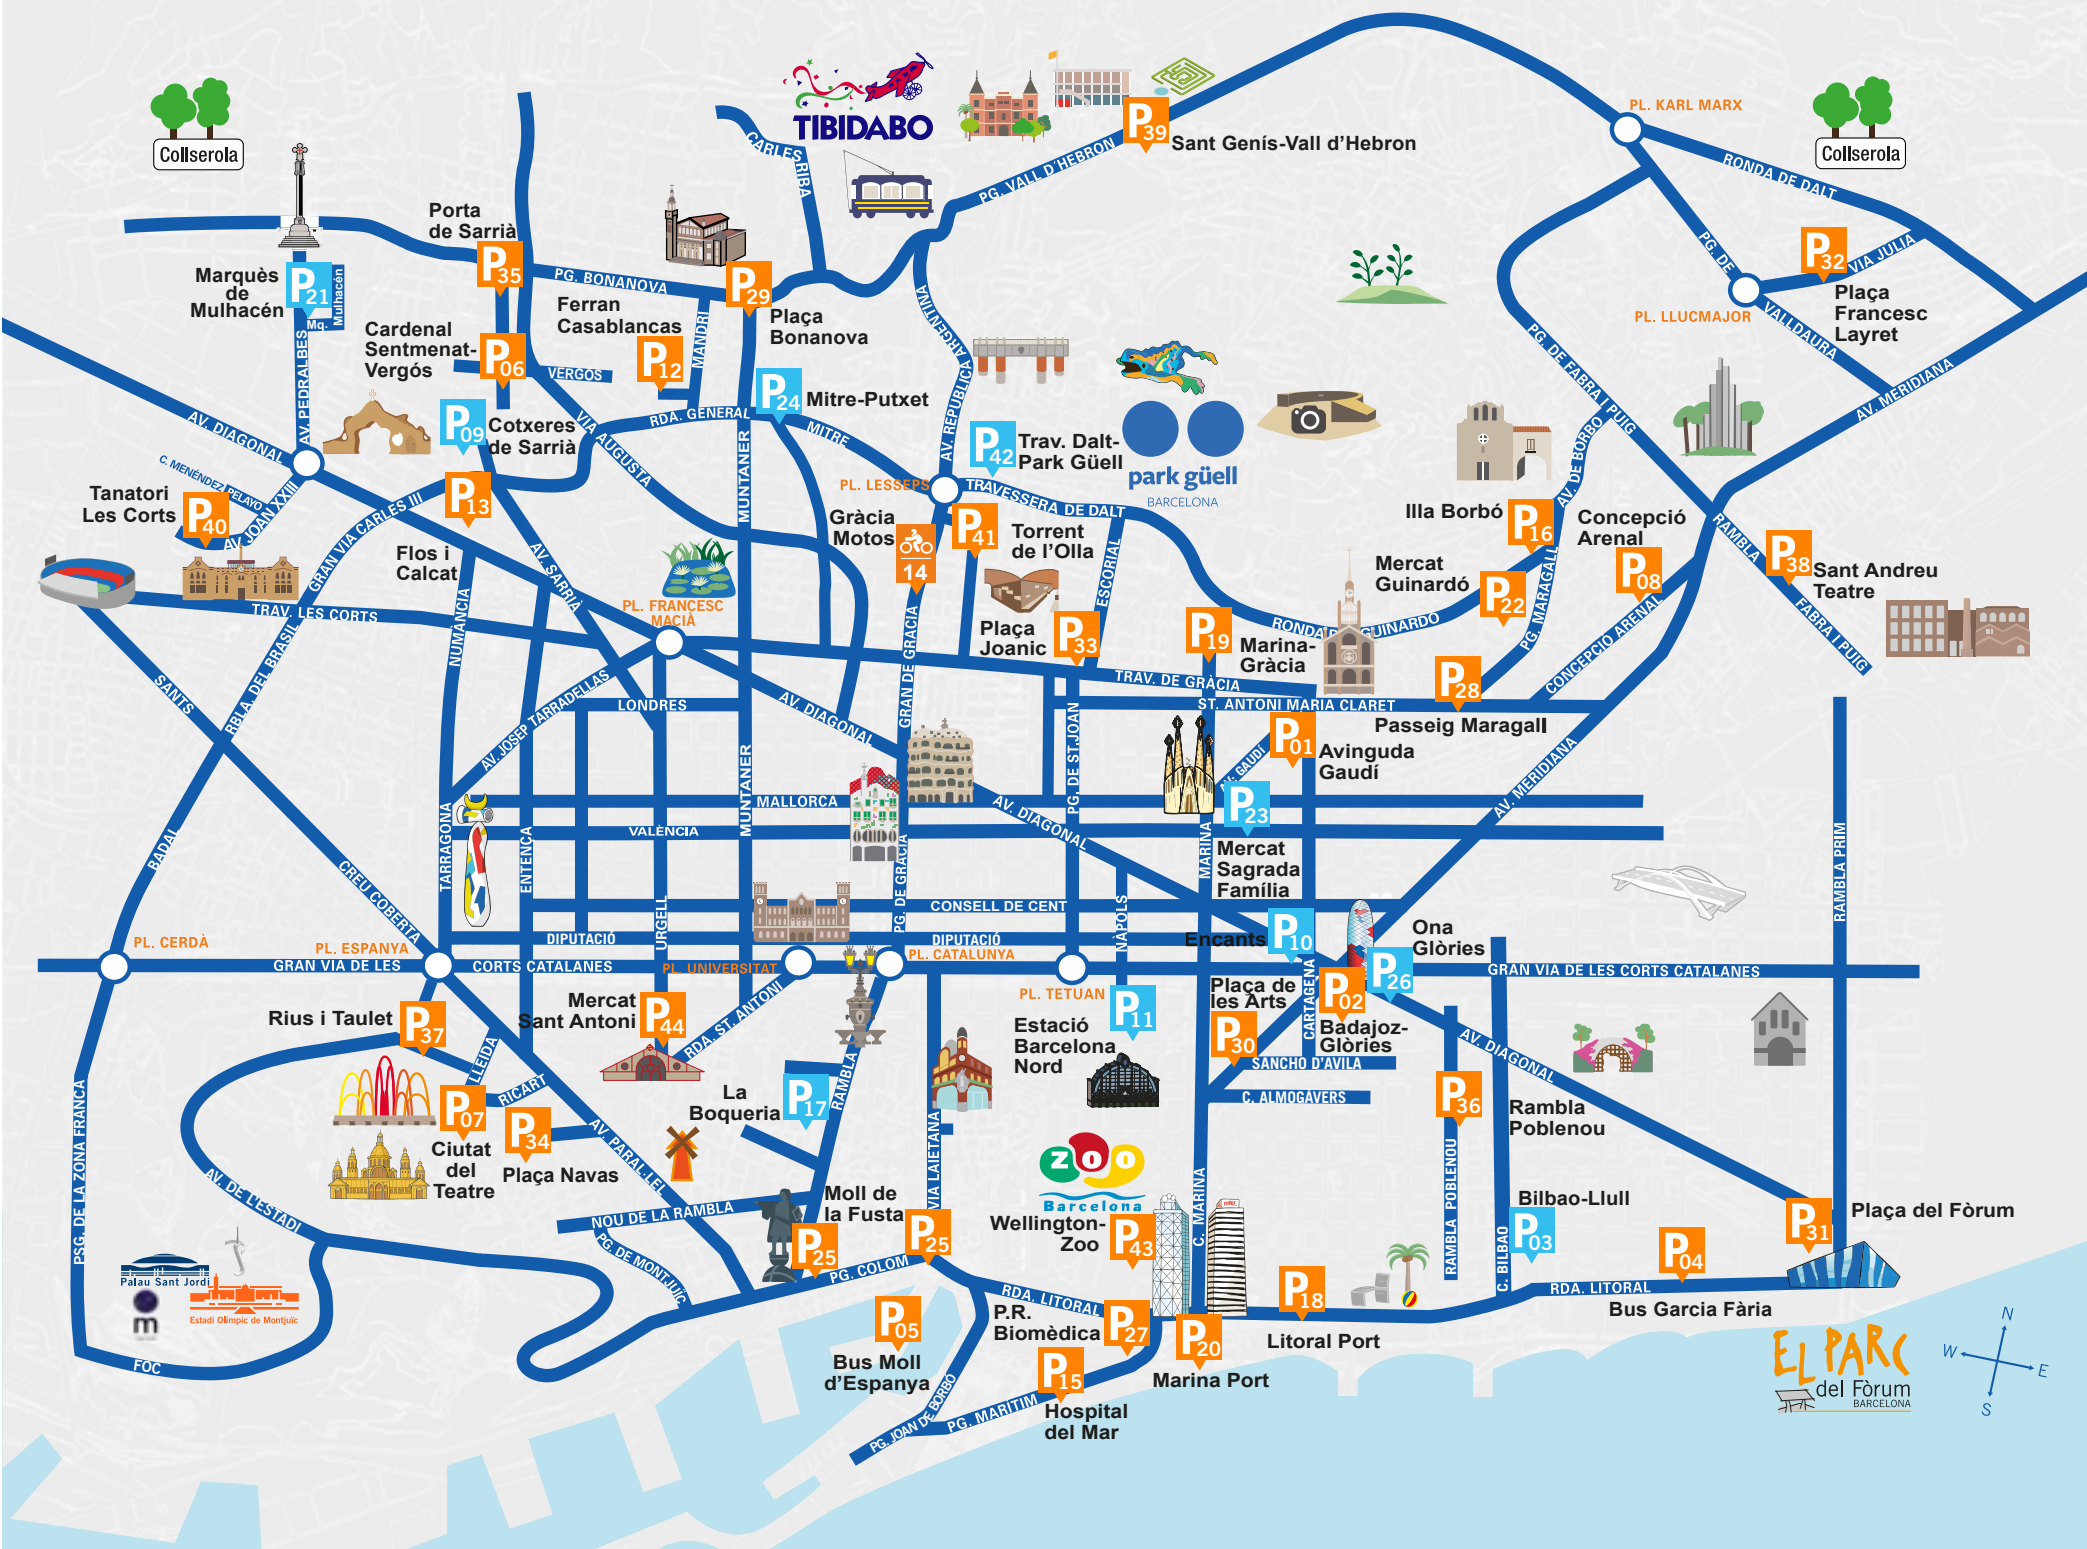 PL. KARL MARX
Collserola
Collserola
TIBIDABO
CARLES RIBA
P39
Sant Genís-Vall d'Hebron
PG. VALL D'HEBRON
RONDA DE DALT
Porta
de Sarrià
P35
PG. BONANOVA
P29
Plaça
Bonanova
Marquès
de
Mulhacén
P21
Mq.
Mulhacén
Ferran
Casablancas
P12
MANDRI
Cardenal
Sentmenat-
Vergós
P06
VERGÓS
PG. DE
VALLDAURA
P32
VIA JULIA
Plaça
Francesc
Layret
PL. LLUCMAJOR
AV. PEDRALBES
AV. DIAGONAL
P09
Cotxeres
de Sarrià
VIA AUGUSTA
RDA. GENERAL
MITRE
P24
Mitre-Putxet
AV. REPUBLICA ARGENTINA
P42
Trav. Dalt-
Park Güell
park güell
BARCELONA
PG. DE FABRA I PUIG
AV. DE BORBO
AV. MERIDIANA
C. MENÉNDEZ PELAYO
AV. JOAN XXIII
Tanatori
Les Corts
P40
GRAN VIA CARLES III
P13
Flos i
Calcat
AV. SARRIÀ
MUNTANER
PL. LESSEPS
TRAVESSERA DE DALT
Gràcia
Motos
14
P41
Torrent
de l'Olla
ESCORIAL
Illa Borbó
P16
Concepció
Arenal
P08
Mercat
Guinardó
P22
RAMBLA
FABRA I PUIG
P38
Sant Andreu
Teatre
TRAV. LES CORTS
NUMÀNCIA
PL. FRANCESC
MACIÀ
GRAN DE GRACIA
Plaça
Joanic
P33
P19
Marina-
Gràcia
RONDA
GUINARDO
PG. MARAGALL
CONCEPCIO ARENAL
SANTS
RBLA. DEL BRASIL
AV. JOSEP TARRADELLAS
LONDRES
AV. DIAGONAL
TRAV. DE GRÀCIA
ST. ANTONI MARIA CLARET
P28
Passeig Maragall
PG. DE ST.JOAN
AV. GAUDÍ
P01
Avinguda
Gaudí
AV. MERIDIANA
TARRAGONA
ENTENÇA
MUNTANER
MALLORCA
VALÈNCIA
AV. DIAGONAL
P23
Mercat
Sagrada
Família
MARINA
BADAL
CREU COBERTA
URGELL
PG. DE GRÀCIA
CONSELL DE CENT
NÀPOLS
RAMBLA PRIM
DIPUTACIÓ
DIPUTACIÓ
Encants
P10
Ona
Glòries
P26
PL. CERDÀ
PL. ESPANYA
GRAN VIA DE LES
CORTS CATALANES
PL. UNIVERSITAT
PL. CATALUNYA
PL. TETUAN
GRAN VIA DE LES CORTS CATALANES
Rius i Taulet
P37
Mercat
Sant Antoni
P44
RDA. ST. ANTONI
Estació
Barcelona
Nord
P11
Plaça de
les Arts
P30
CARTAGENA
P02
Badajoz-
Glòries
AV. DIAGONAL
SANCHO D'AVILA
C. ALMOGÀVERS
LLEIDA
RICART
P07
Ciutat
del
Teatre
P34
Plaça Navas
AV. PARAL·LEL
La
Boqueria
P17
RAMBLA
VIA LAIETANA
P36
Rambla
Poblenou
RAMBLA POBLENOU
PSG. DE LA ZONA FRANCA
AV. DE L'ESTADI
NOU DE LA RAMBLA
PG. DE MONTJUÏC
Moll de
la Fusta
P25
P25
PG. COLOM
zoo
Barcelona
Wellington-
Zoo
P43
C. MARINA
Bilbao-Llull
P03
C. BILBAO
P04
Bus Garcia Fària
P31
Plaça del Fòrum
RDA. LITORAL
RDA. LITORAL
Palau Sant Jordi
m
Estadi Olímpic de Montjuïc
FOC
P05
Bus Moll
d'Espanya
P.R.
Biomèdica
P27
P20
Marina Port
P18
Litoral Port
P15
Hospital
del Mar
PG. JOAN DE BORBÓ
PG. MARITIM
EL PARC
del Fòrum
BARCELONA
N
W
E
S